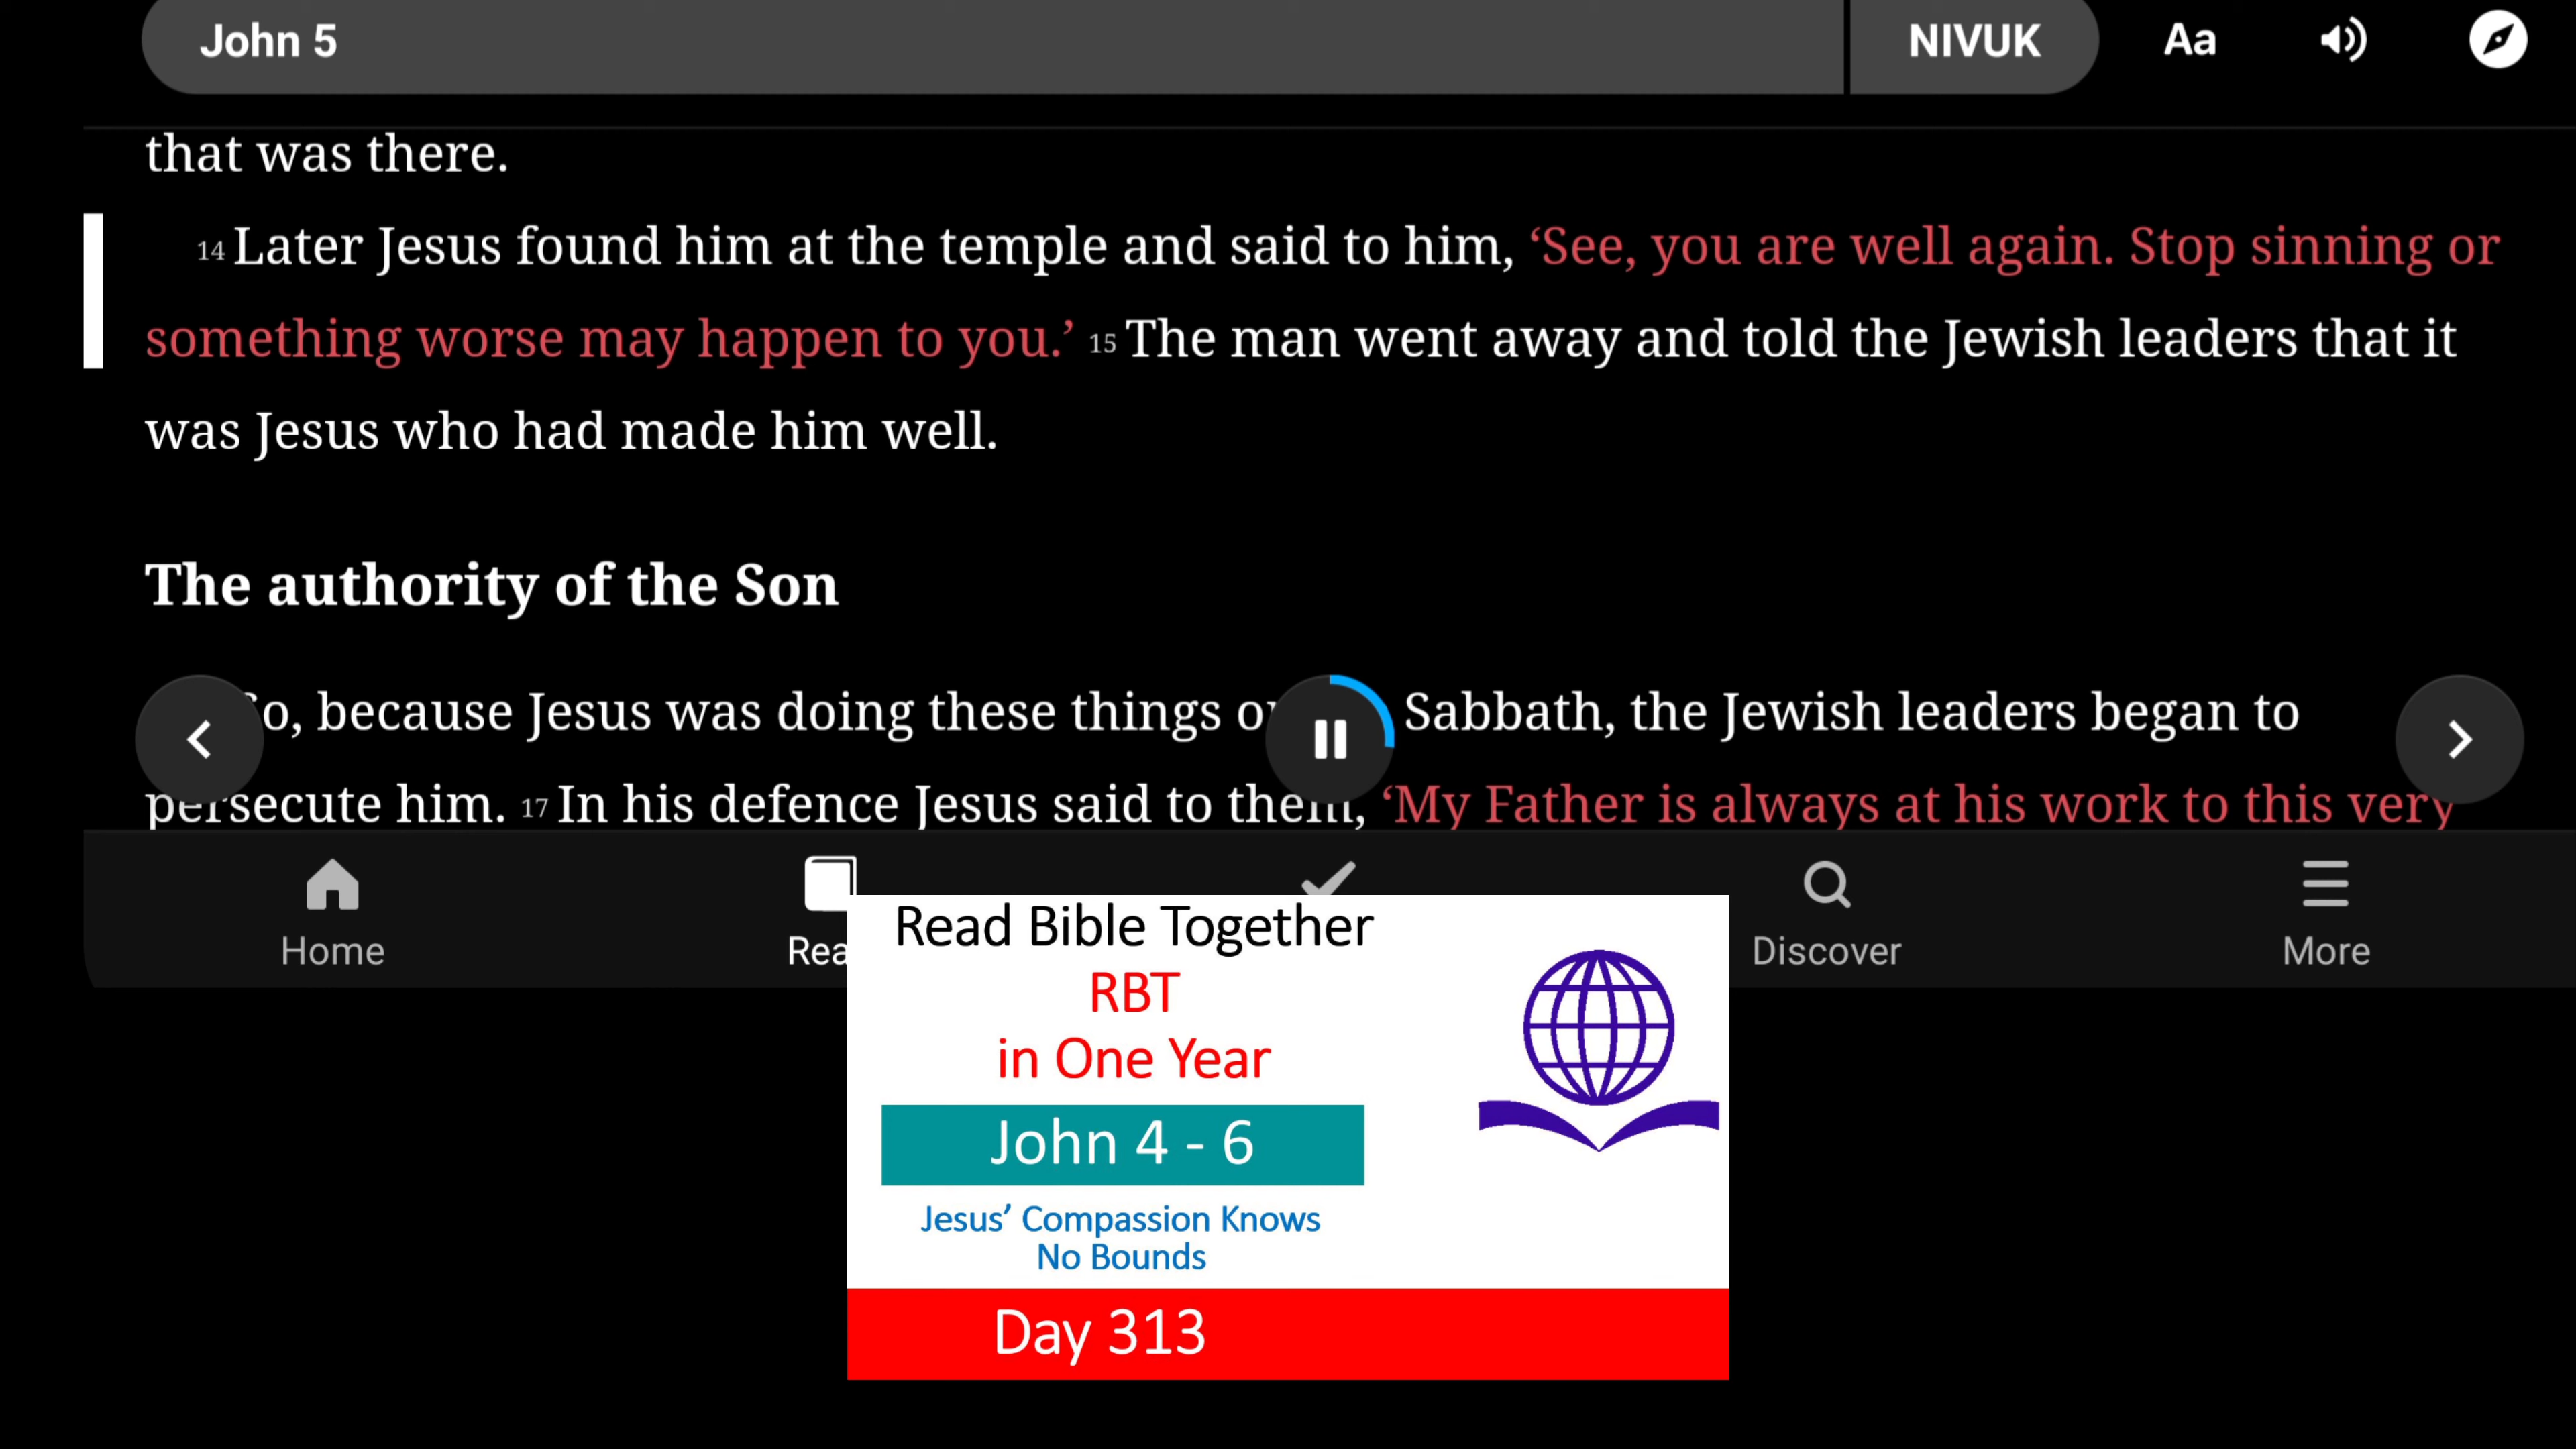 John 5
NIVUK
Aa
that was there.
14 Later Jesus found him at the temple and said to him, ‘See, you are well again. Stop sinning or
something worse may happen to you.’ 15 The man went away and told the Jewish leaders that it
was Jesus who had made him well.
The authority of the Son
So, because Jesus was doing these things Sabbath, the Jewish leaders began to
persecute him. 17 In his defence Jesus said to them, ‘My Father is always at his work to this very
Home
Discover
More
Read Bible Together
RBT
in One Year
John 4 - 6
Jesus’ Compassion Knows
No Bounds
Day 313